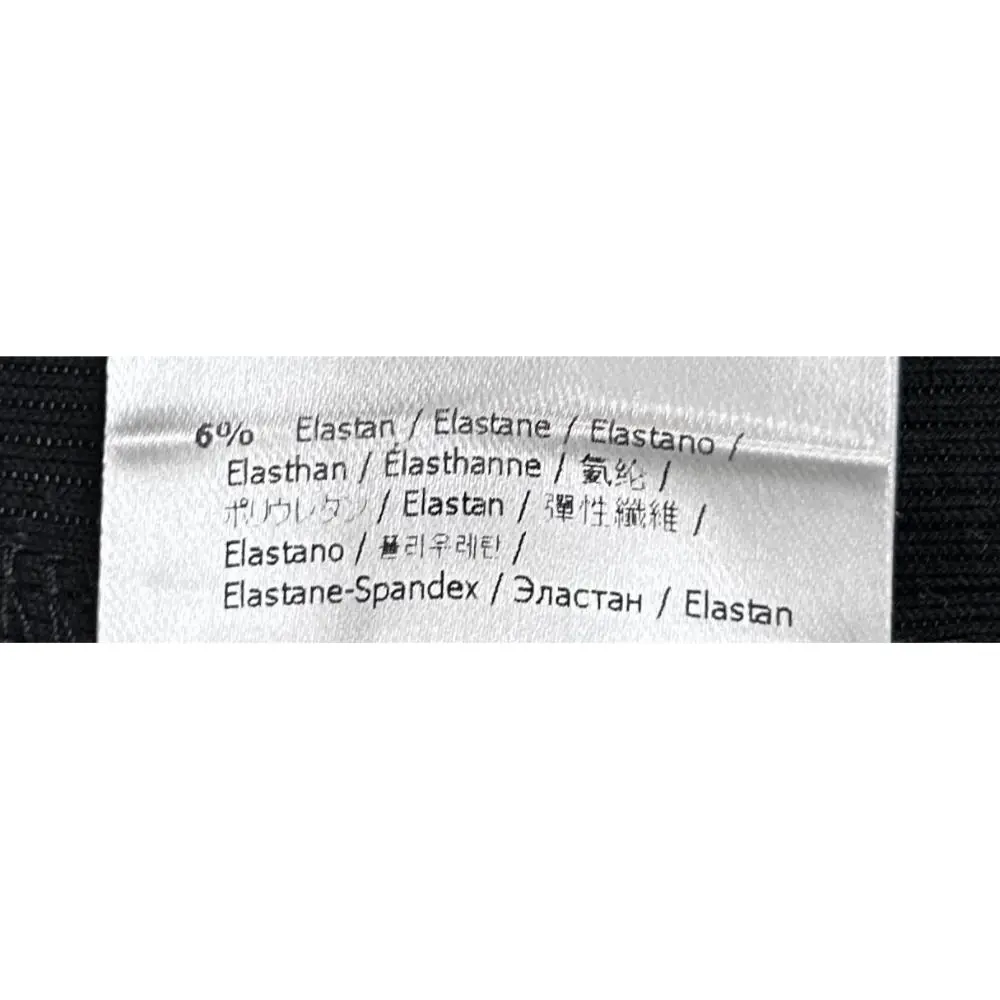 6% Elastan / Elastane / Elastano /
Elasthan / Élasthanne / 氨纶 /
ポリウレタン / Elastan / 彈性纖維 /
Elastano / 폴리우레탄 /
Elastane-Spandex / Эластан / Elastan